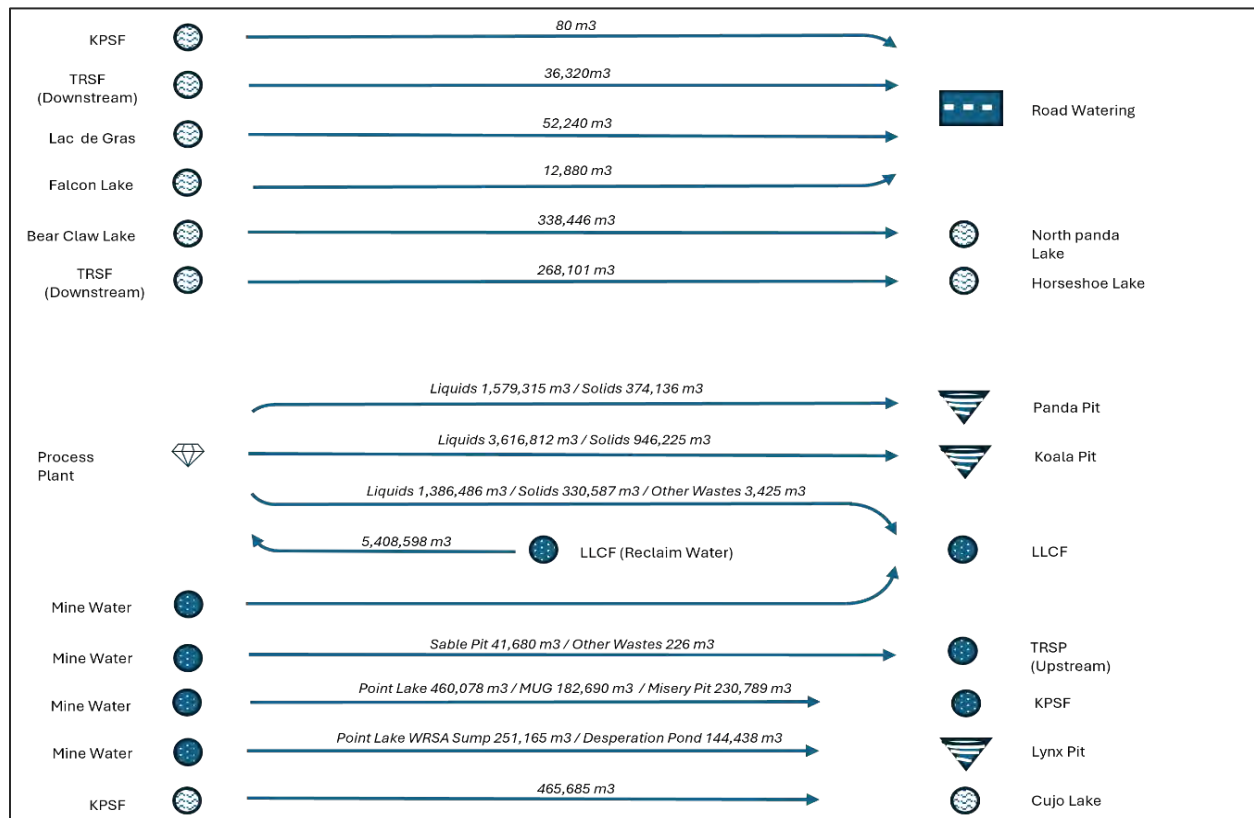 KPSF
80 m3
TRSF
(Downstream)
36,320m3
Road Watering
Lac de Gras
52,240 m3
Falcon Lake
12,880 m3
Bear Claw Lake
338,446 m3
North panda
Lake
TRSF
(Downstream)
268,101 m3
Horseshoe Lake
Liquids 1,579,315 m3 / Solids 374,136 m3
Panda Pit
Process
Plant
Liquids 3,616,812 m3 / Solids 946,225 m3
Koala Pit
Liquids 1,386,486 m3 / Solids 330,587 m3 / Other Wastes 3,425 m3
5,408,598 m3
LLCF (Reclaim Water)
LLCF
Mine Water
Mine Water
Sable Pit 41,680 m3 / Other Wastes 226 m3
TRSP
(Upstream)
Mine Water
Point Lake 460,078 m3 / MUG 182,690 m3 / Misery Pit 230,789 m3
KPSF
Mine Water
Point Lake WRSA Sump 251,165 m3 / Desperation Pond 144,438 m3
Lynx Pit
KPSF
465,685 m3
Cujo Lake